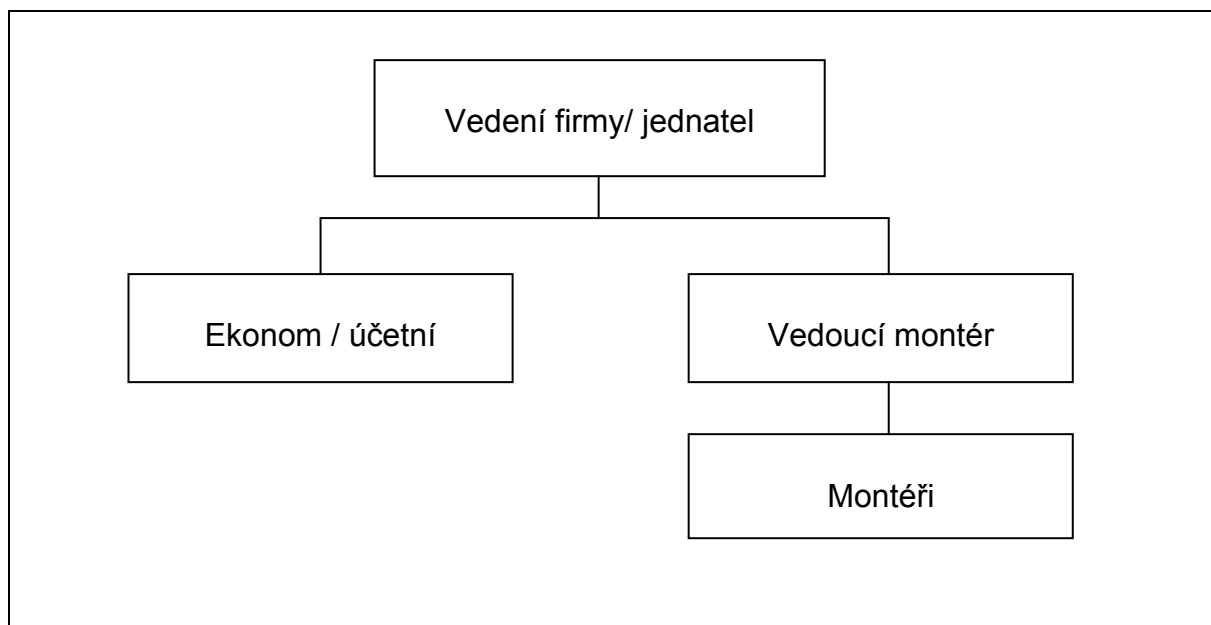 Vedení firmy/ jednatel
Ekonom / účetní
Vedoucí montér
Montéři